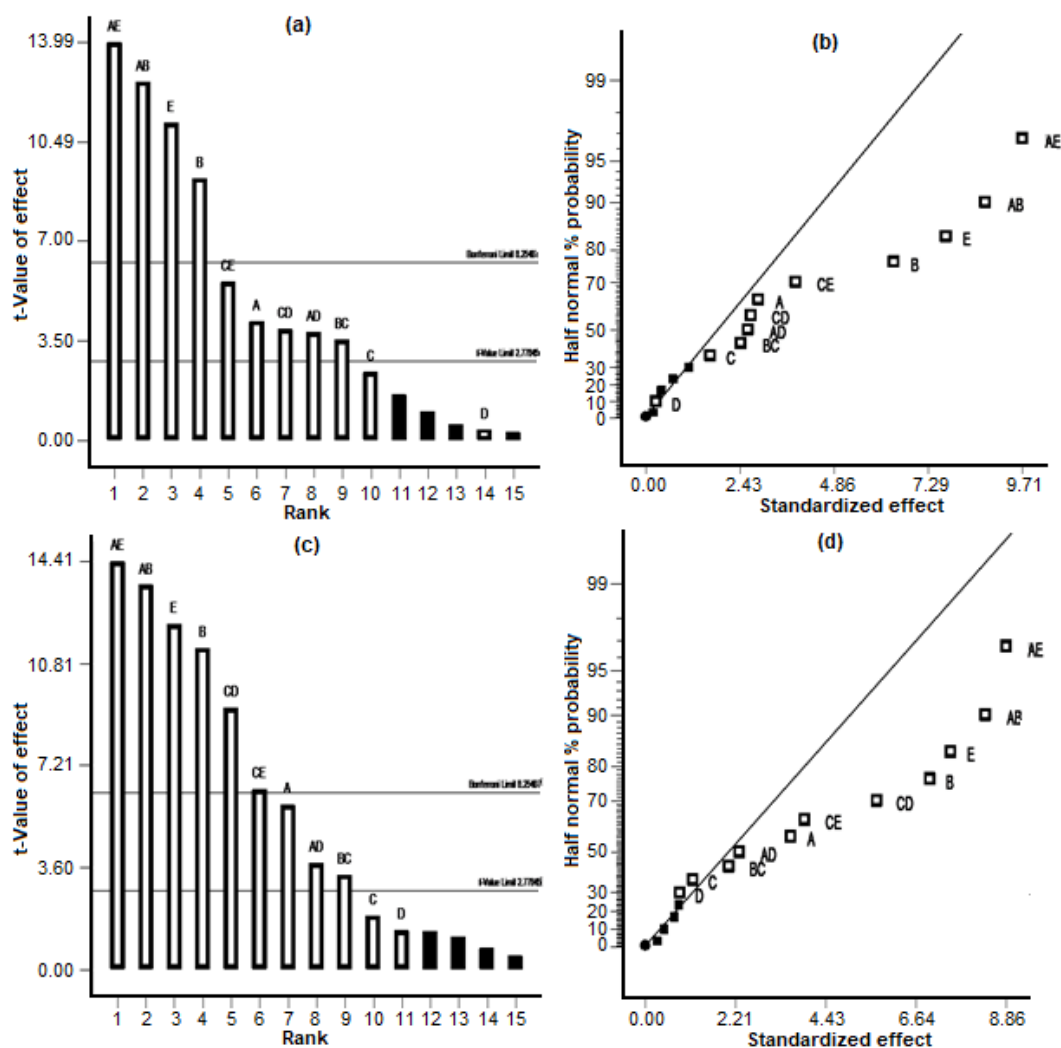 (a)
t-Value of effect
13.99
10.49
7.00
3.50
0.00
AE
AB
E
B
CE
A
CD
AD
BC
C
D
1 2 3 4 5 6 7 8 9 10 11 12 13 14 15
Rank
(b)
Half normal % probability
99
95
90
80
70
50
30
20
10
0
AE
AB
E
B
CE
A
CD
AD
BC
C
D
0.00 2.43 4.86 7.29 9.71
Standardized effect
(c)
t-Value of effect
14.41
10.81
7.21
3.60
0.00
AE
AB
E
B
CD
CE
A
AD
BC
C
D
1 2 3 4 5 6 7 8 9 10 11 12 13 14 15
Rank
(d)
Half normal % probability
99
95
90
80
70
50
30
20
10
0
AE
AB
E
B
CD
CE
A
AD
BC
C
D
0.00 2.21 4.43 6.64 8.86
Standardized effect